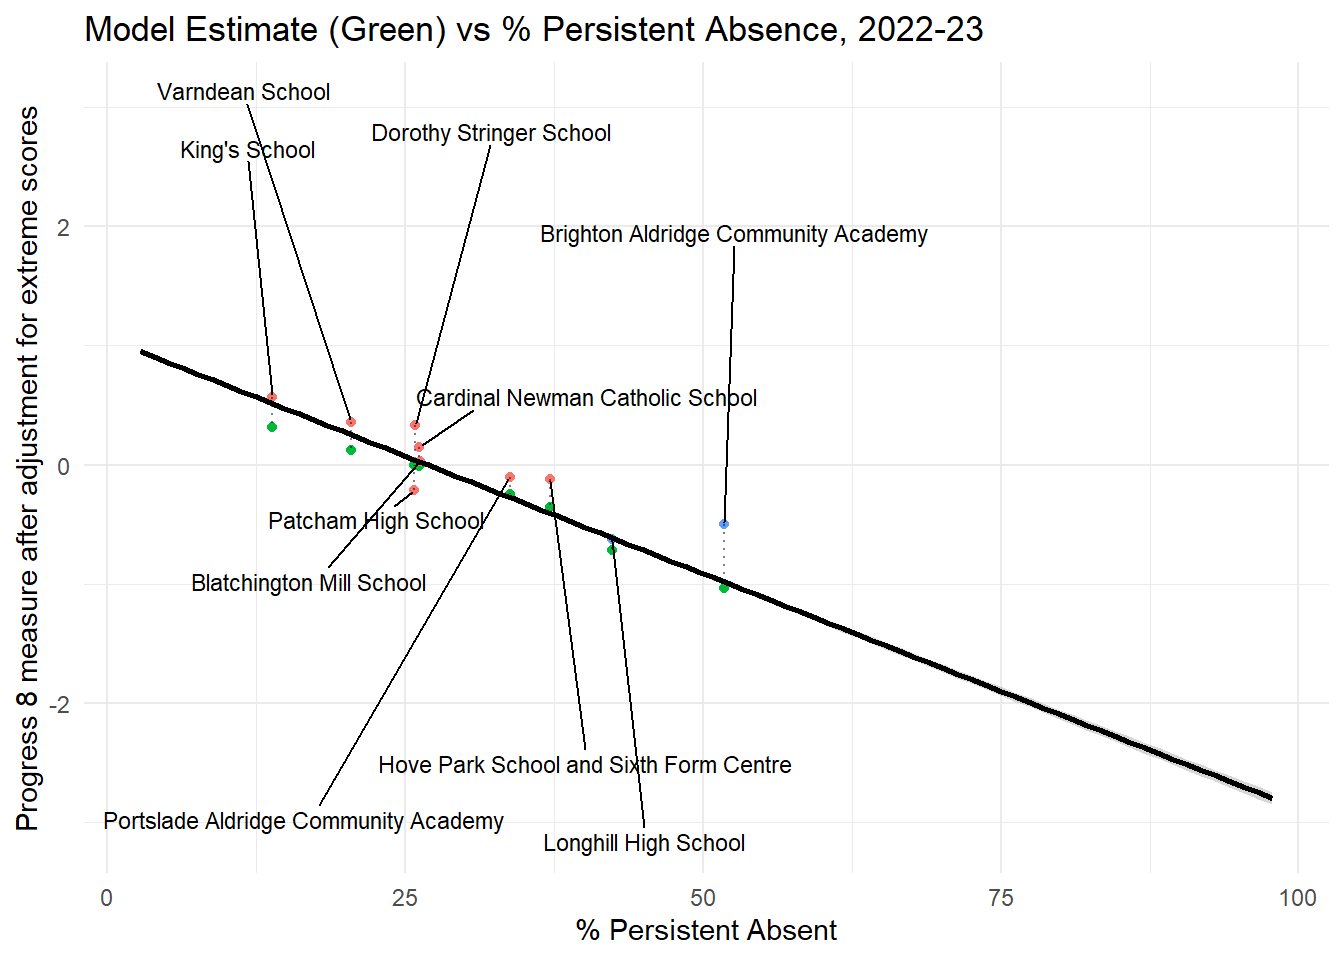 Model Estimate (Green) vs % Persistent Absence, 2022-23
Progress 8 measure after adjustment for extreme scores
Varndean School
Dorothy Stringer School
King's School
Brighton Aldridge Community Academy
Cardinal Newman Catholic School
Patcham High School
Blatchington Mill School
Hove Park School and Sixth Form Centre
Portslade Aldridge Community Academy
Longhill High School
2
0
-2
0
25
50
75
100
% Persistent Absent